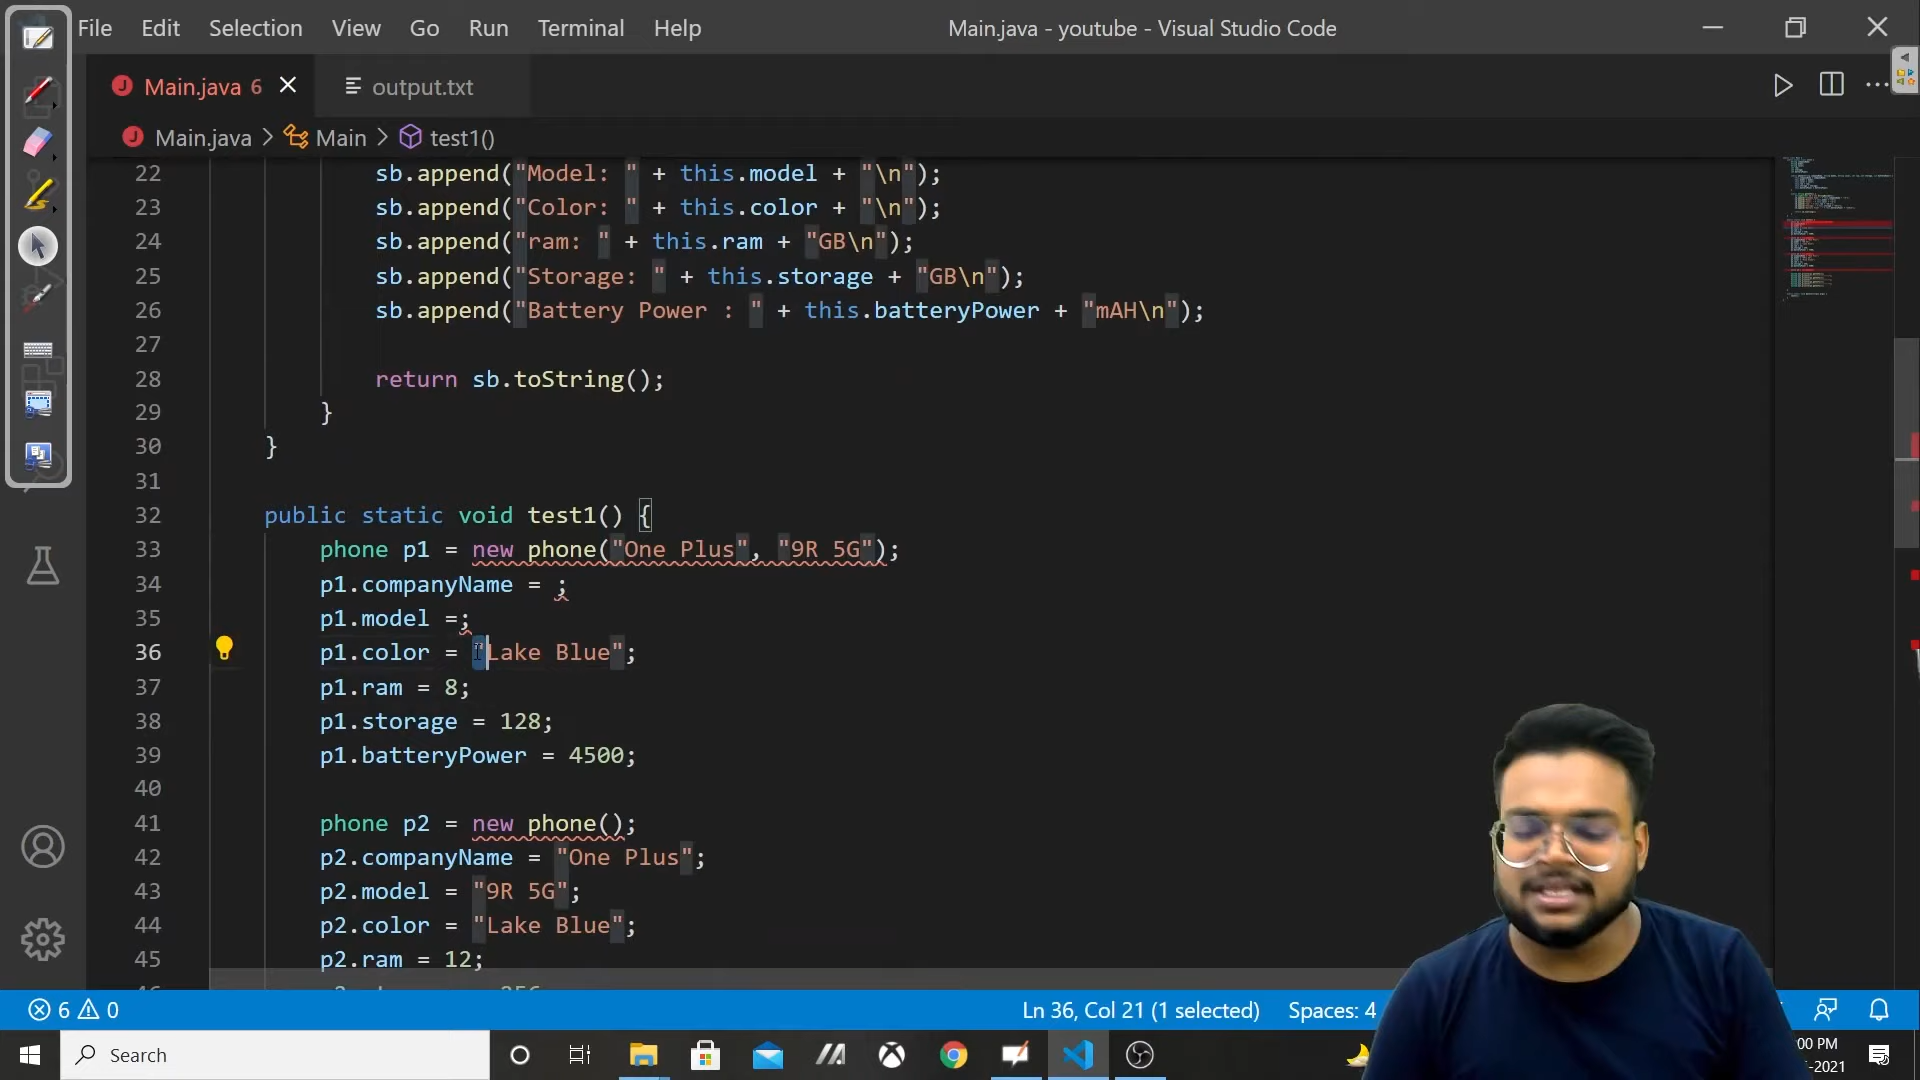 File Edit Selection View Go Run Terminal Help Main.java - youtube - Visual Studio Code
Main.java 6 output.txt
Main.java > Main > test1()
22 sb.append("Model: " + this.model + "\n");
23 sb.append("Color: " + this.color + "\n");
24 sb.append("ram: " + this.ram + "GB\n");
25 sb.append("Storage: " + this.storage + "GB\n");
26 sb.append("Battery Power : " + this.batteryPower + "mAH\n");
27
28 return sb.toString();
29 }
30 }
31
32 public static void test1() {
33 phone p1 = new phone("One Plus", "9R 5G");
34 p1.companyName = ;
35 p1.model =;
36 p1.color = "Lake Blue";
37 p1.ram = 8;
38 p1.storage = 128;
39 p1.batteryPower = 4500;
40
41 phone p2 = new phone();
42 p2.companyName = "One Plus";
43 p2.model = "9R 5G";
44 p2.color = "Lake Blue";
45 p2.ram = 12;
6 0 Ln 36, Col 21 (1 selected) Spaces: 4
Search
:00 PM
-2021